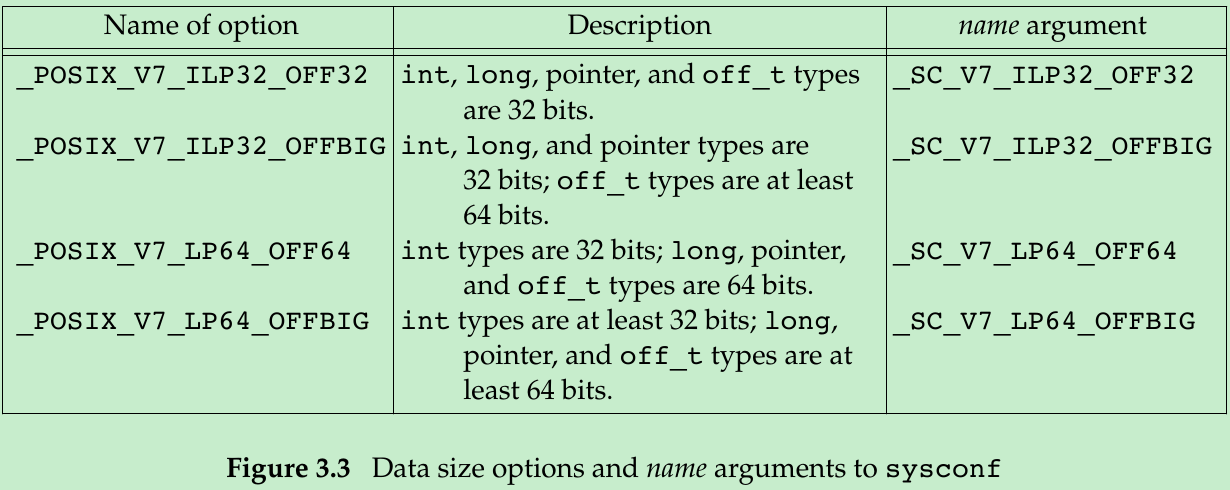 Name of option Description name argument
_POSIX_V7_ILP32_OFF32 int, long, pointer, and off_t types _SC_V7_ILP32_OFF32
are 32 bits.
_POSIX_V7_ILP32_OFFBIG int, long, and pointer types are _SC_V7_ILP32_OFFBIG
32 bits; off_t types are at least
64 bits.
_POSIX_V7_LP64_OFF64 int types are 32 bits; long, pointer, _SC_V7_LP64_OFF64
and off_t types are 64 bits.
_POSIX_V7_LP64_OFFBIG int types are at least 32 bits; long, _SC_V7_LP64_OFFBIG
pointer, and off_t types are at
least 64 bits.
Figure 3.3 Data size options and name arguments to sysconf